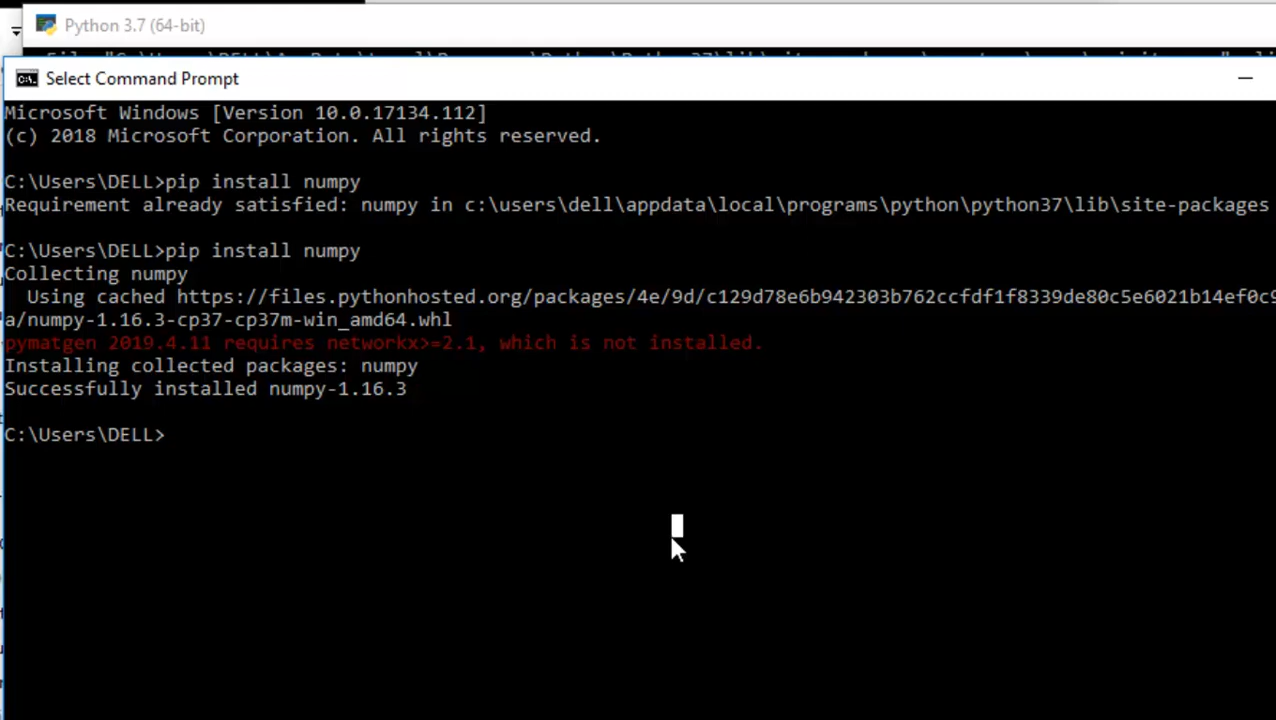 Python 3.7 (64-bit)
Select Command Prompt
Microsoft Windows [Version 10.0.17134.112]
(c) 2018 Microsoft Corporation. All rights reserved.
C:\Users\DELL>pip install numpy
Requirement already satisfied: numpy in c:\users\dell\appdata\local\programs\python\python37\lib\site-packages
C:\Users\DELL>pip install numpy
Collecting numpy
Using cached https://files.pythonhosted.org/packages/4e/9d/c129d78e6b942303b762ccfdf1f8339de80c5e6021b14ef0c9
a/numpy-1.16.3-cp37-cp37m-win_amd64.whl
pymatgen 2019.4.11 requires networkx>=2.1, which is not installed.
Installing collected packages: numpy
Successfully installed numpy-1.16.3
C:\Users\DELL>